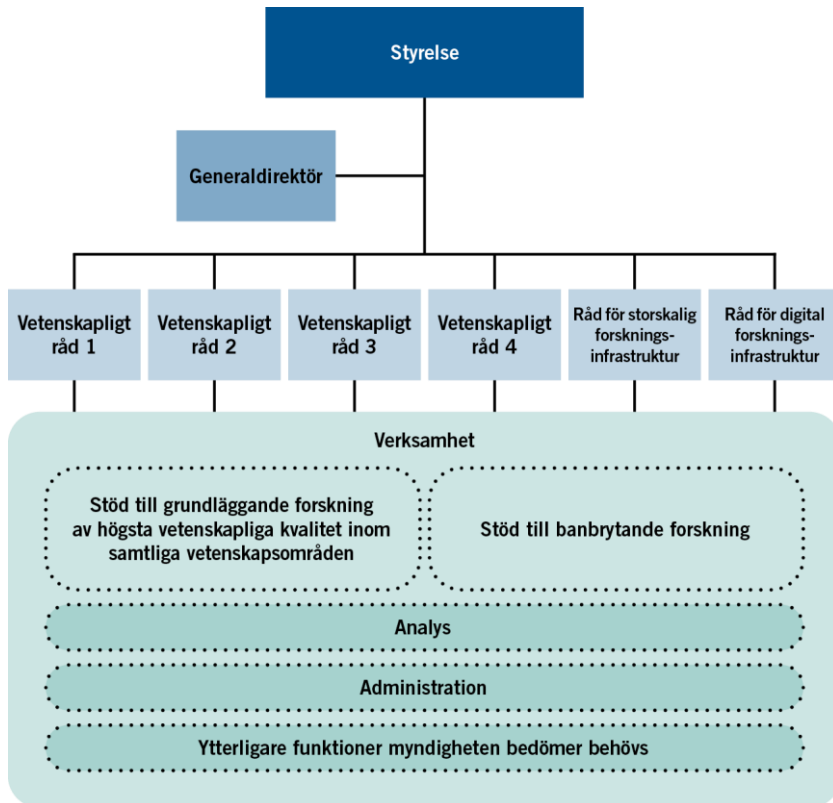 Styrelse
Generaldirektör
Vetenskapligt
råd 1
Vetenskapligt
råd 2
Vetenskapligt
råd 3
Vetenskapligt
råd 4
Råd för storskalig
forsknings-
infrastruktur
Råd för digital
forsknings-
infrastruktur
Verksamhet
Stöd till grundläggande forskning
av högsta vetenskapliga kvalitet inom
samtliga vetenskapsområden
Stöd till banbrytande forskning
Analys
Administration
Ytterligare funktioner myndigheten bedömer behövs